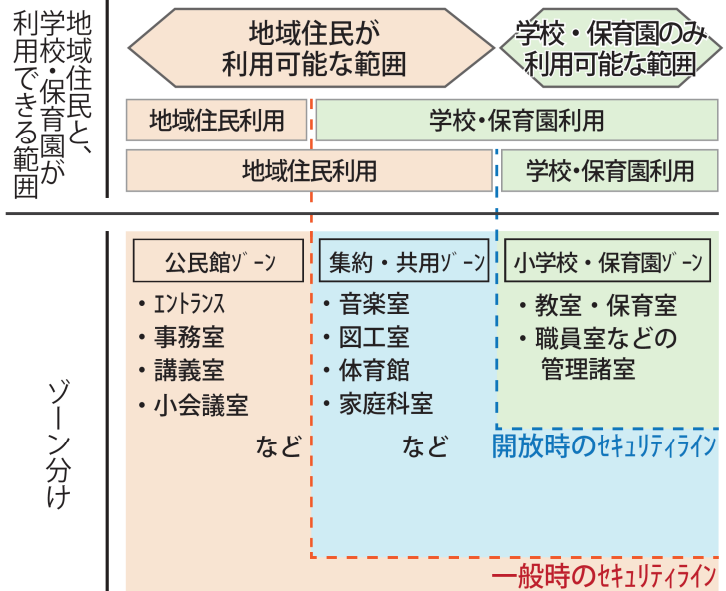 地域住民と、
学校・保育園が
利用できる範囲
地域住民が
利用可能な範囲
学校・保育園のみ
利用可能な範囲
地域住民利用
学校・保育園利用
地域住民利用
学校・保育園利用
ゾーン分け
公民館ｿﾞｰﾝ
・ｴﾝﾄﾗﾝｽ
・事務室
・講義室
・小会議室
など
集約・共用ｿﾞｰﾝ
・音楽室
・図工室
・体育館
・家庭科室
など
小学校・保育園ｿﾞｰﾝ
・教室・保育室
・職員室などの
管理諸室
開放時のｾｷｭﾘﾃｨﾗｲﾝ
一般時のｾｷｭﾘﾃｨﾗｲﾝ